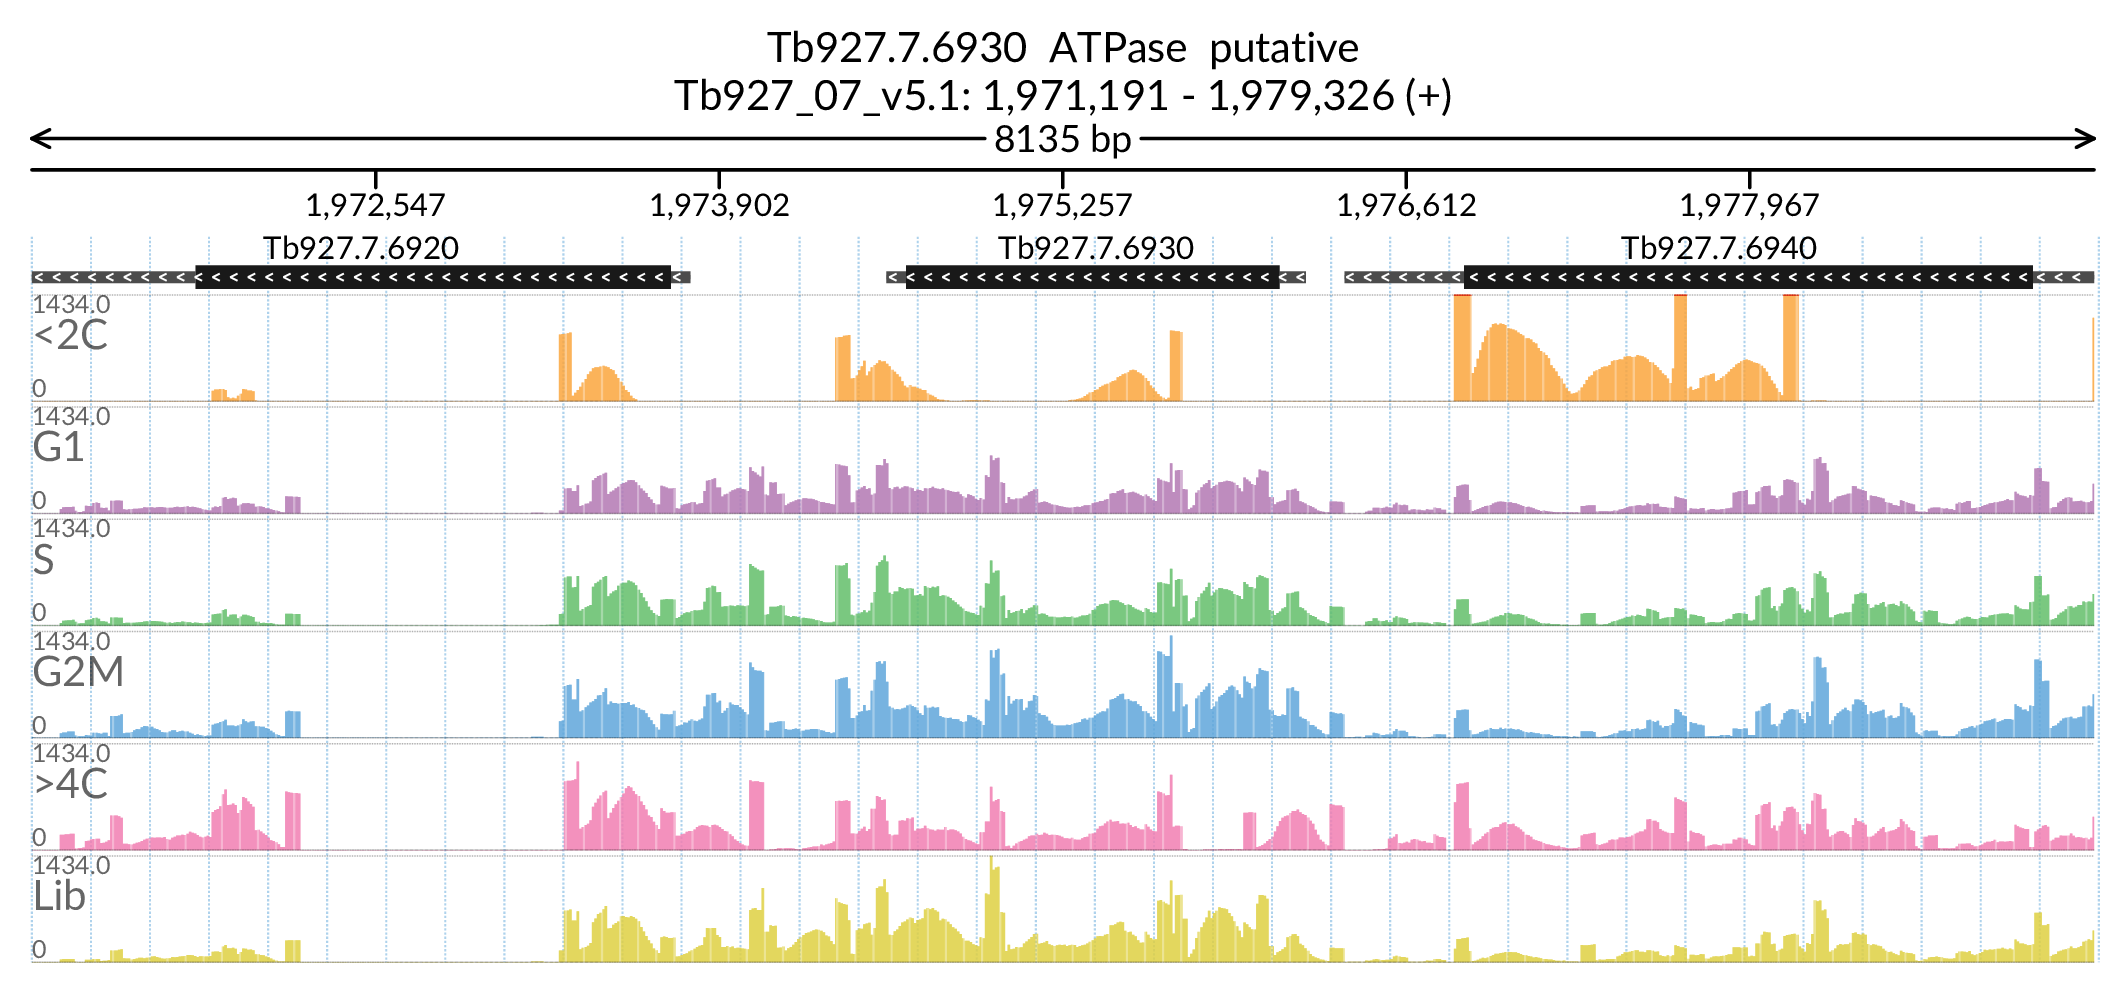 Tb927.7.6930 ATPase putative
Tb927_07_v5.1: 1,971,191 - 1,979,326 (+)
8135 bp
1,972,547 1,973,902 1,975,257 1,976,612 1,977,967
Tb927.7.6920 Tb927.7.6930 Tb927.7.6940
1434.0
<2C
0
1434.0
G1
0
1434.0
S
0
1434.0
G2M
0
1434.0
>4C
0
1434.0
Lib
0